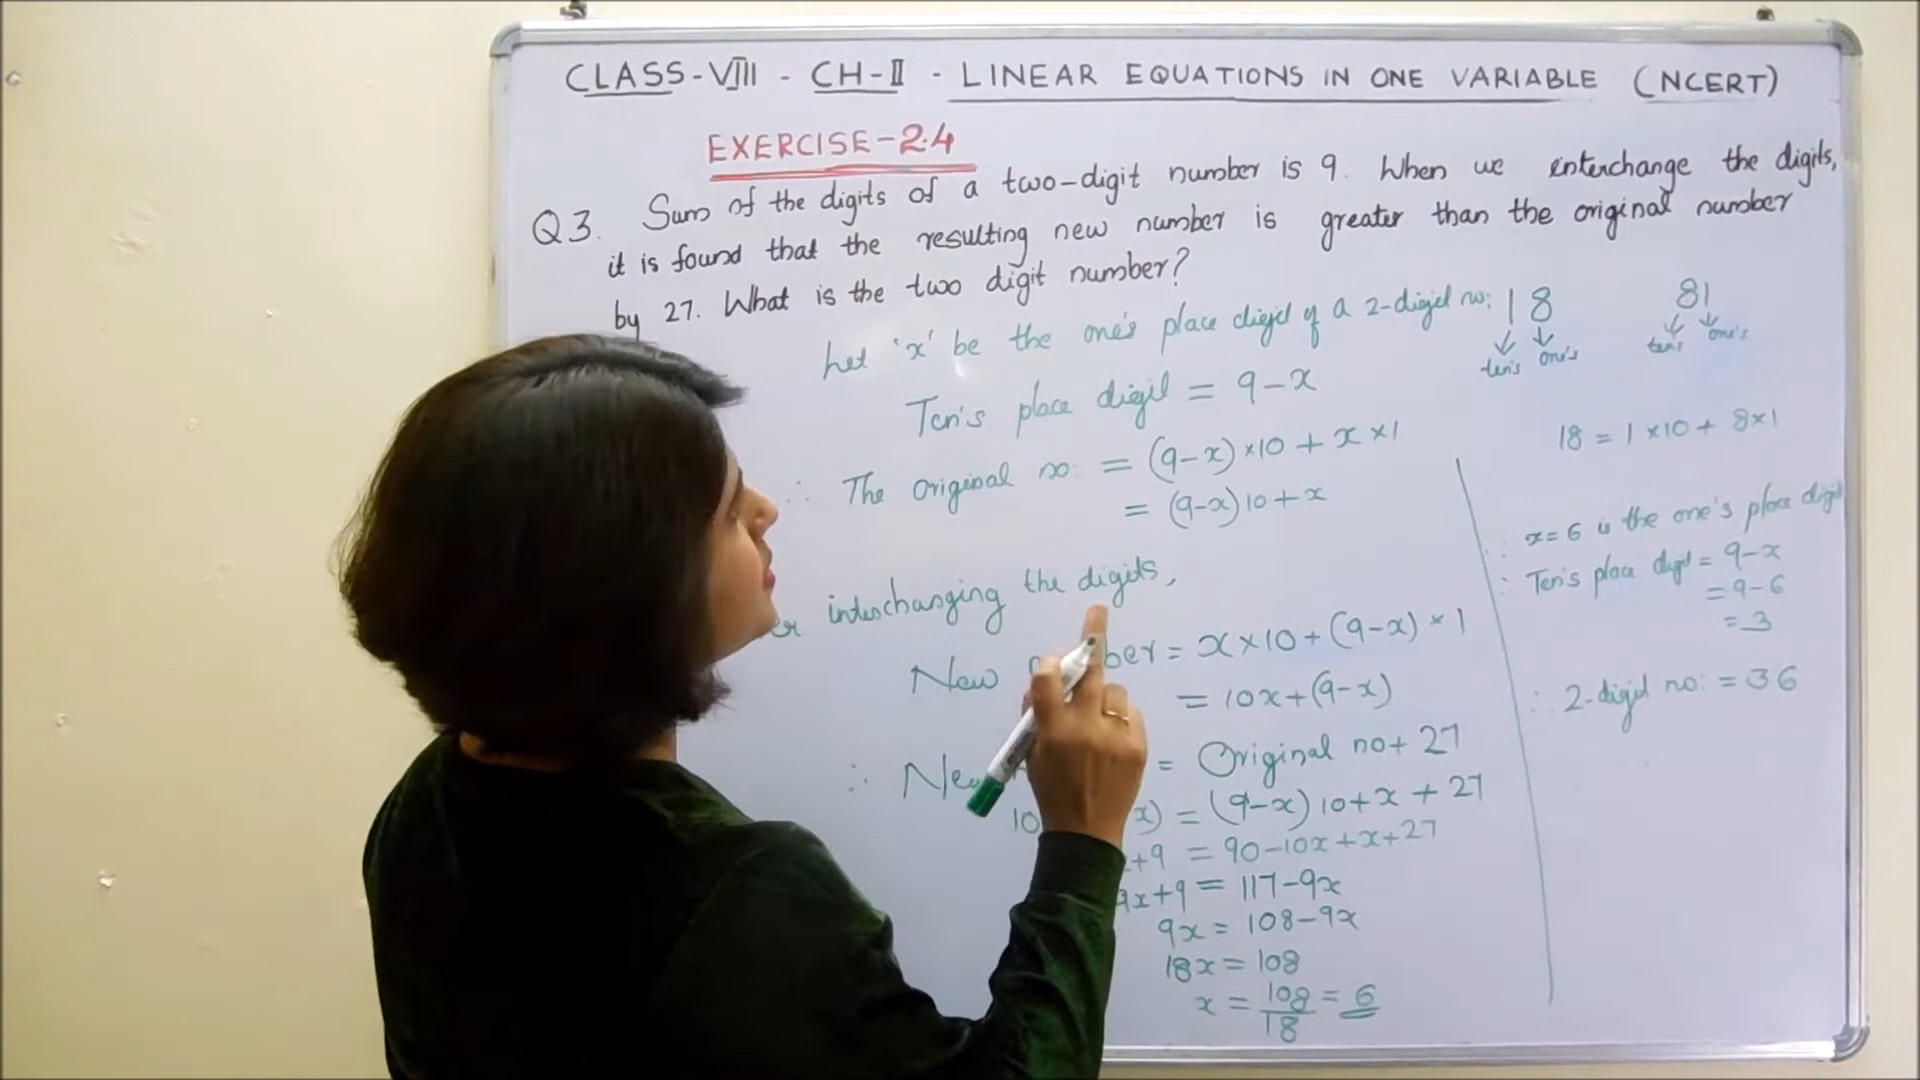 CLASS-VIII - CH-II - LINEAR EQUATIONS IN ONE VARIABLE (NCERT)
EXERCISE-2.4
Q3. Sum of the digits of a two-digit number is 9. When we interchange the digits,
it is found that the resulting new number is greater than the original number
by 27. What is the two digit number?
Let 'x' be the one's place digit of a 2-digit no:
Ten's place digit = 9-x
∴ The original no: = (9-x)×10 + x×1
= (9-x)10+x
interchanging the digits,
New = x×10+(9-x)×1
= 10x+(9-x)
∴ = Original no+ 27
10 x) = (9-x)10+x+27
+9 = 90-10x+x+27
9x+9 = 117-9x
9x = 108-9x
18x = 108
x = 108/18 = 6
18
ten's one's
81
ten's one's
18 = 1×10+ 8×1
∴ x=6 is the one's place digit
∴ Ten's place digit = 9-x
= 9-6
= 3
∴ 2-digit no: = 36